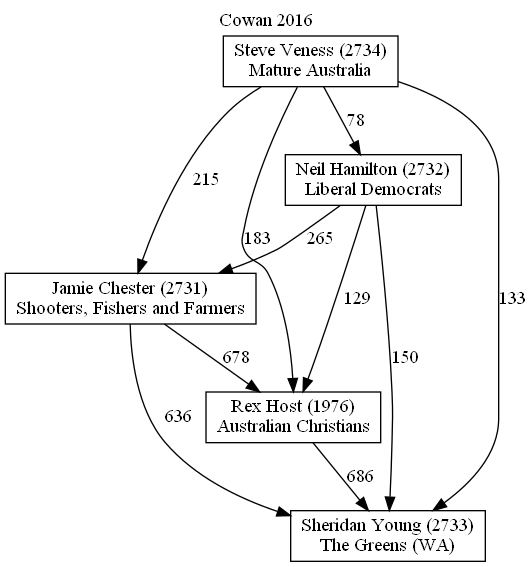 Cowan 2016
Steve Veness (2734)
Mature Australia
78
Neil Hamilton (2732)
Liberal Democrats
215
183
265
Jamie Chester (2731)
Shooters, Fishers and Farmers
129
133
678
150
Rex Host (1976)
Australian Christians
636
686
Sheridan Young (2733)
The Greens (WA)